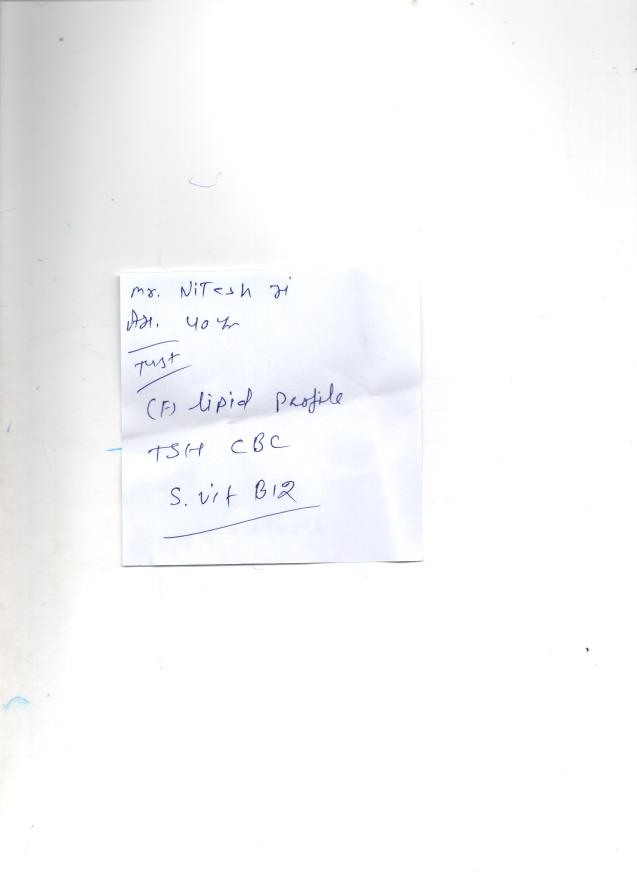 Mr. NiTesh
40
Test
(F) lipid Profile
TSH CBC
S. vit B12